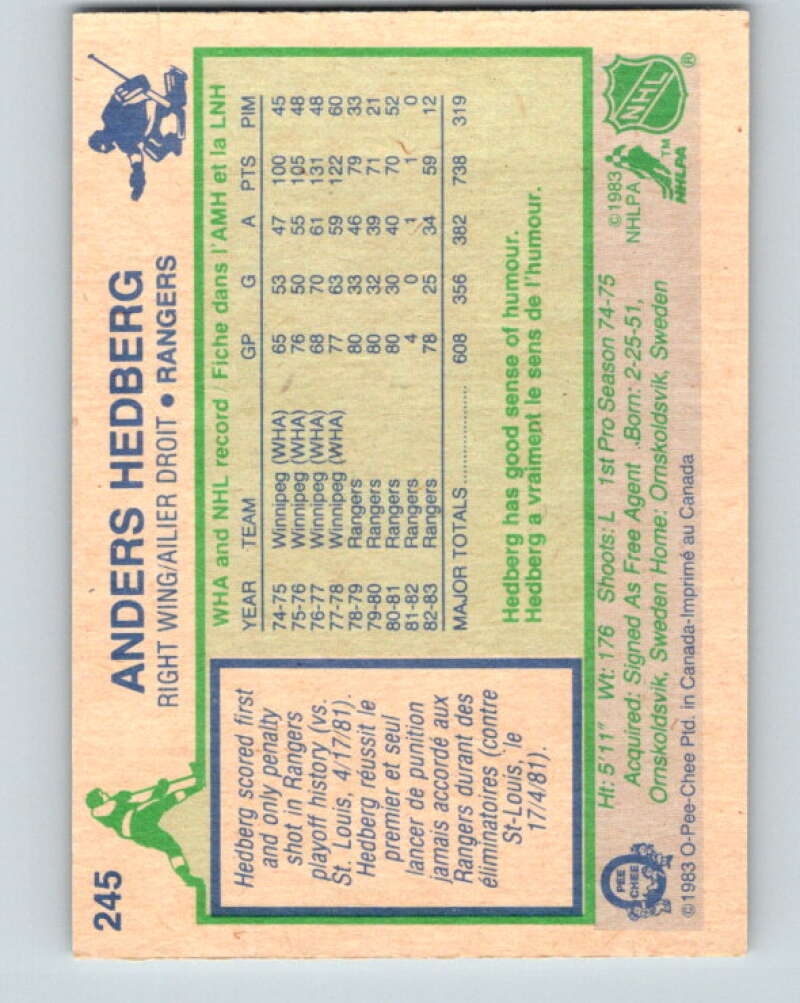 245
ANDERS HEDBERG
RIGHT WING/AILIER DROIT • RANGERS
Hedberg scored first
and only penalty
shot in Rangers
playoff history (vs.
St. Louis, 4/17/81).
Hedberg réussit le
premier et seul
lancer de punition
jamais accordé aux
Rangers durant des
éliminatoires (contre
St-Louis, le
17/4/81).
WHA and NHL record Fiche dans l'AMH et la LNH
YEAR TEAM GP G A PTS PIM
74-75 Winnipeg (WHA) 65 53 47 100 45
75-76 Winnipeg (WHA) 76 50 55 105 48
76-77 Winnipeg (WHA) 68 70 61 131 48
77-78 Winnipeg (WHA) 77 63 59 122 60
78-79 Rangers 80 33 46 79 33
79-80 Rangers 80 32 39 71 21
80-81 Rangers 80 30 40 70 52
81-82 Rangers 4 0 1 1 0
82-83 Rangers 78 25 34 59 12
MAJOR TOTALS .................. 608 356 382 738 319
Hedberg has good sense of humour.
Hedberg a vraiment le sens de l'humour.
Ht: 5'11" Wt: 176 Shoots: L 1st Pro Season 74-75
Acquired: Signed As Free Agent Born: 2-25-51,
Ornskoldsvik, Sweden Home: Ornskoldsvik, Sweden
©1983 O-Pee-Chee Ptd. in Canada-Imprimé au Canada
PEE
CHEE
©1983
NHLPA
NHL
®
TM
NHLPA